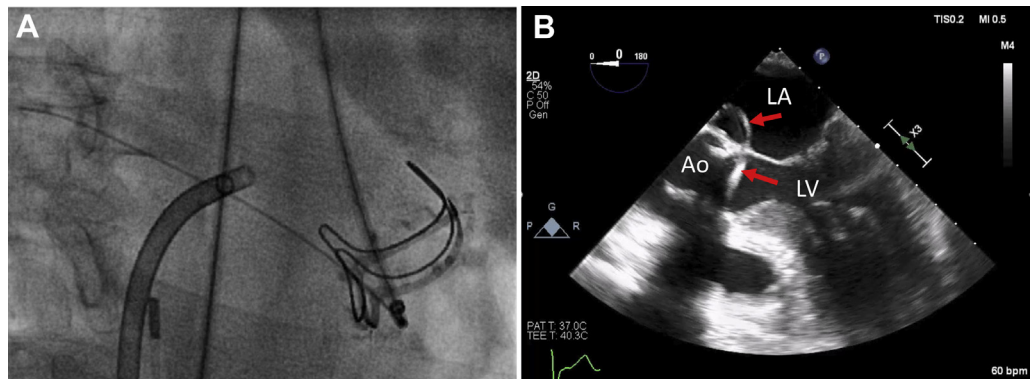 A
B
TIS0.2 MI 0.5
M4
0 0 180
P
2D
54%
C 50
P Off
Gen
LA
X3
Ao
LV
G
P R
PAT T: 37.0C
TEE T: 40.3C
60 bpm